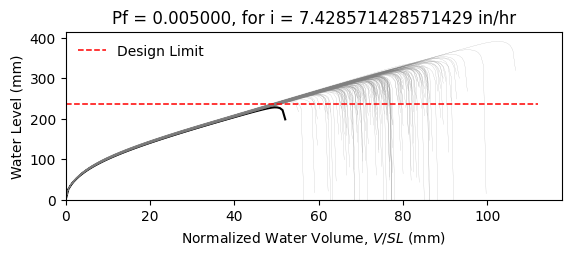 Pf = 0.005000, for i = 7.428571428571429 in/hr
Design Limit
Water Level (mm)
400
300
200
100
0
0 20 40 60 80 100
Normalized Water Volume, V/SL (mm)